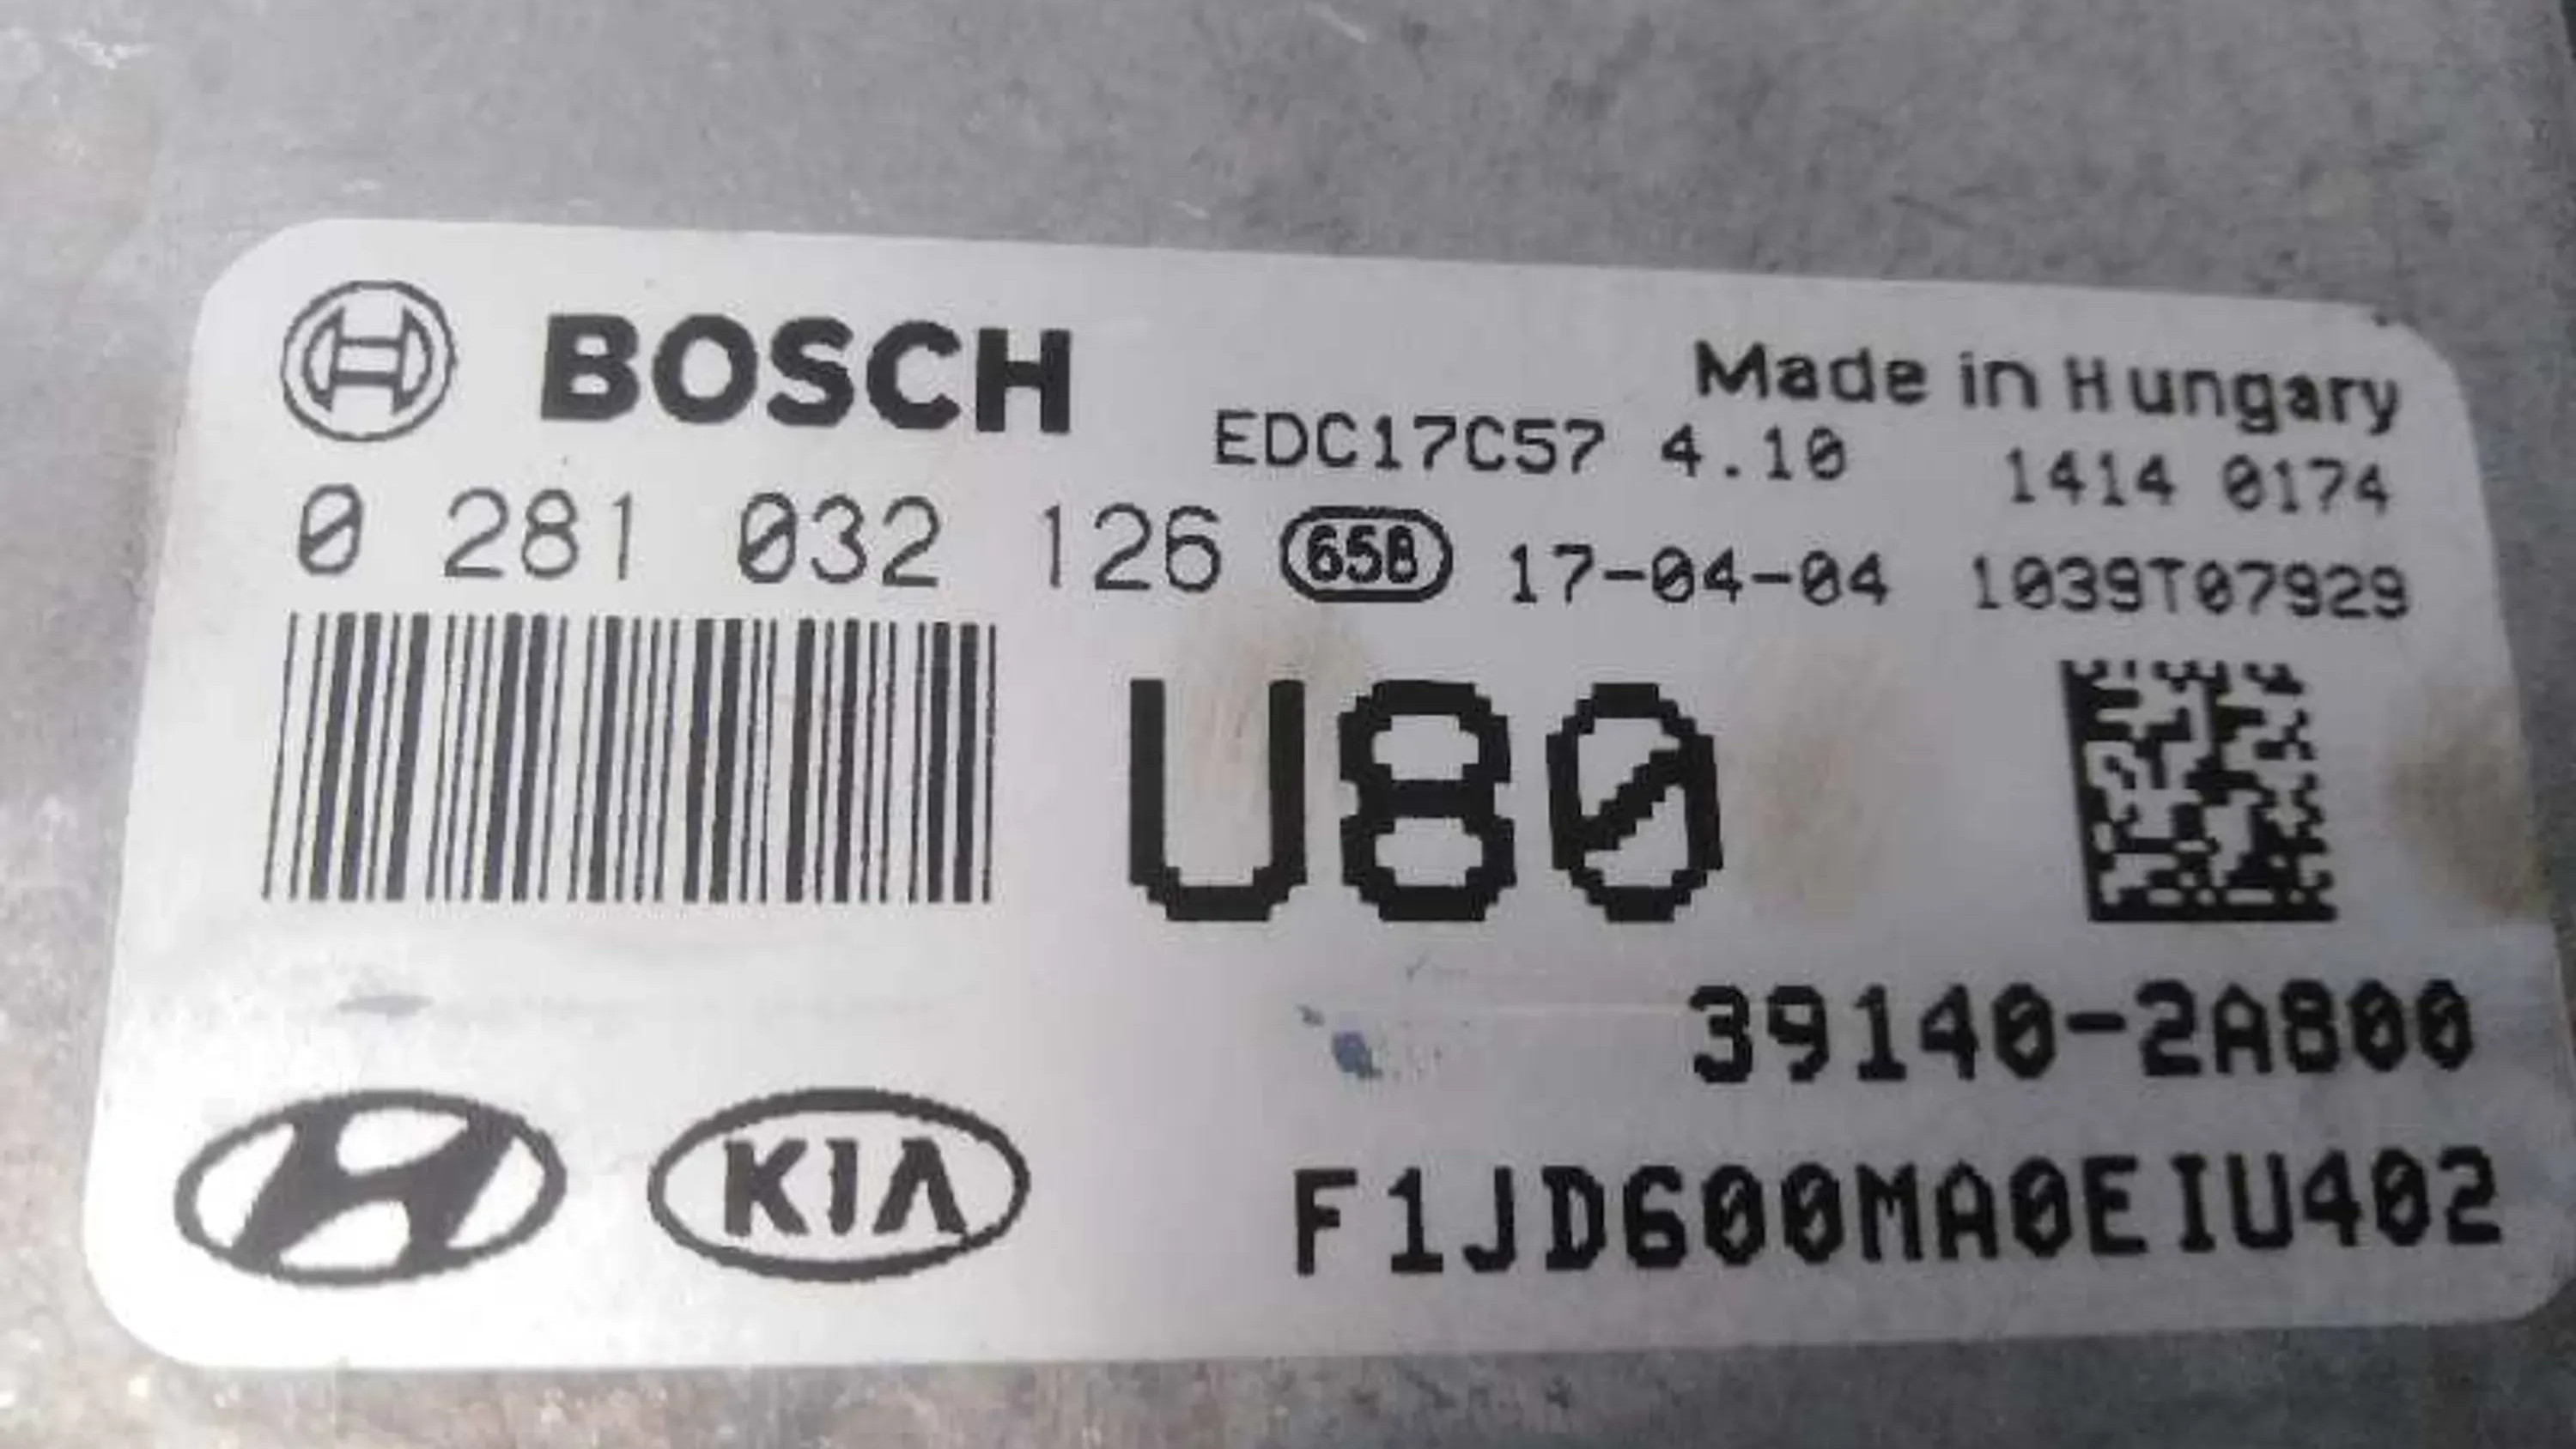 BOSCH
Made in Hungary
EDC17C57 4.10 1414 0174
0 281 032 126 65B 17-04-04 1039T07929
U80
39140-2A800
KIA
F1JD600MA0EIU402